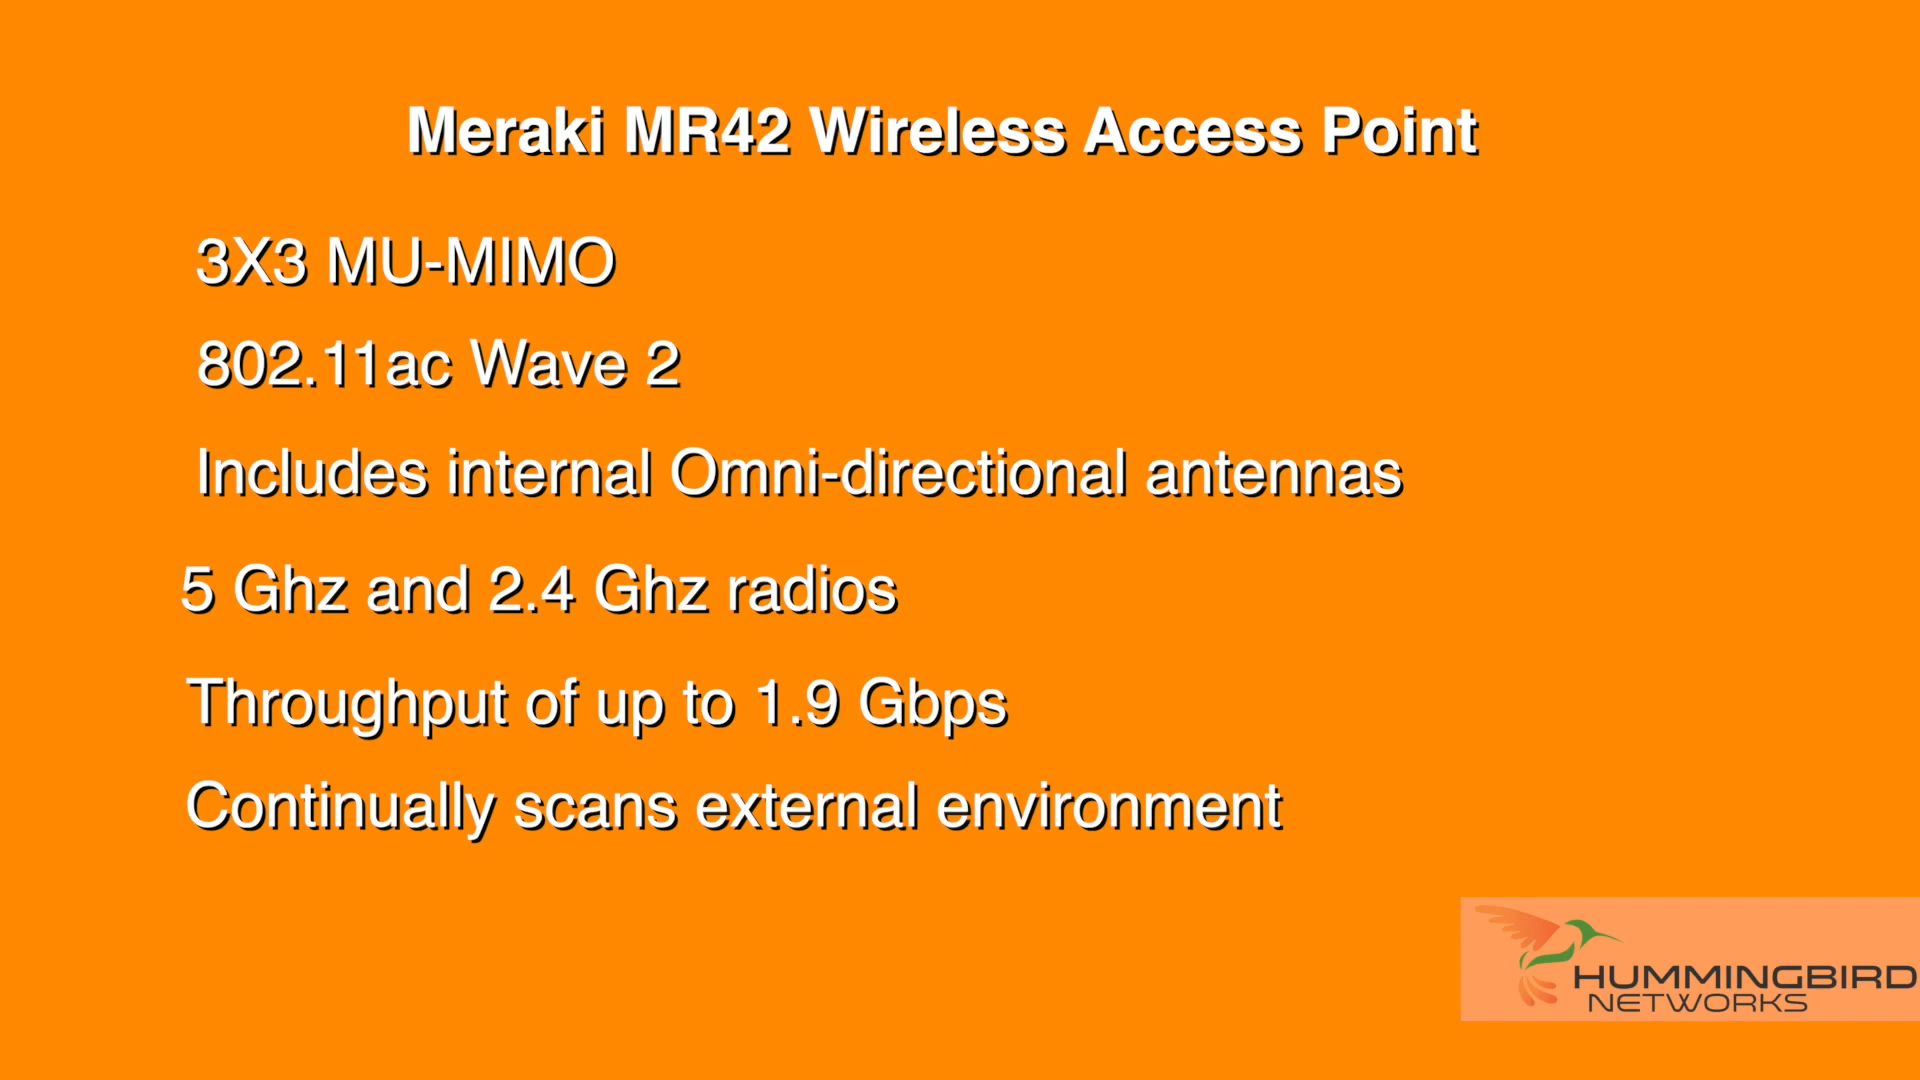 Meraki MR42 Wireless Access Point
3X3 MU-MIMO
802.11ac Wave 2
Includes internal Omni-directional antennas
5 Ghz and 2.4 Ghz radios
Throughput of up to 1.9 Gbps
Continually scans external environment
HUMMINGBIRD
NETWORKS